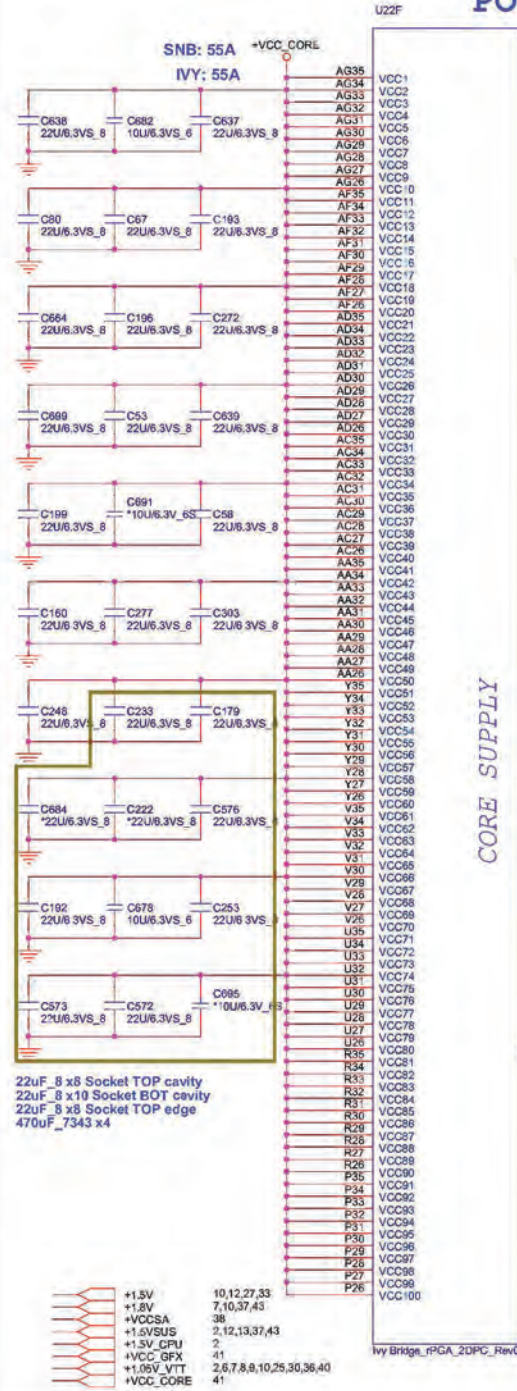 U22F
PO
SNB: 55A
+VCC_CORE
IVY: 55A
C638
22U/6.3VS_8
C682
10U/6.3VS_6
C637
22U/6.3VS_8
C80
22U/6.3VS_8
C67
22U/6.3VS_8
C193
22U/6.3VS_8
C664
22U/6.3VS_8
C196
22U/6.3VS_8
C272
22U/6.3VS_8
C699
22U/6.3VS_8
C53
22U/6.3VS_8
C639
22U/6.3VS_8
C199
22U/6.3VS_8
C691
*10U/6.3V_6S
C58
22U/6.3VS_8
C160
22U/6.3VS_8
C277
22U/6.3VS_8
C303
22U/6.3VS_8
C248
22U/6.3VS_8
C233
22U/6.3VS_8
C179
22U/6.3VS_
C684
*22U/6.3VS_8
C222
*22U/6.3VS_8
C576
22U/6.3VS_
C192
22U/6.3VS_8
C678
10U/6.3VS_6
C253
22U/6.3VS_8
C573
22U/6.3VS_8
C572
22U/6.3VS_8
C695
*10U/6.3V_6S
22uF_8 x8 Socket TOP cavity
22uF_8 x10 Socket BOT cavity
22uF_8 x8 Socket TOP edge
470uF_7343 x4
AG35 VCC1
AG34 VCC2
AG33 VCC3
AG32 VCC4
AG31 VCC5
AG30 VCC6
AG29 VCC7
AG28 VCC8
AG27 VCC9
AG26 VCC10
AF35 VCC11
AF34 VCC12
AF33 VCC13
AF32 VCC14
AF31 VCC15
AF30 VCC16
AF29 VCC17
AF28 VCC18
AF27 VCC19
AF26 VCC20
AD35 VCC21
AD34 VCC22
AD33 VCC23
AD32 VCC24
AD31 VCC25
AD30 VCC26
AD29 VCC27
AD28 VCC28
AD27 VCC29
AD26 VCC30
AC35 VCC31
AC34 VCC32
AC33 VCC33
AC32 VCC34
AC31 VCC35
AC30 VCC36
AC29 VCC37
AC28 VCC38
AC27 VCC39
AC26 VCC40
AA35 VCC41
AA34 VCC42
AA33 VCC43
AA32 VCC44
AA31 VCC45
AA30 VCC46
AA29 VCC47
AA28 VCC48
AA27 VCC49
AA26 VCC50
Y35 VCC51
Y34 VCC52
Y33 VCC53
Y32 VCC54
Y31 VCC55
Y30 VCC56
Y29 VCC57
Y28 VCC58
Y27 VCC59
Y26 VCC60
V35 VCC61
V34 VCC62
V33 VCC63
V32 VCC64
V31 VCC65
V30 VCC66
V29 VCC67
V28 VCC68
V27 VCC69
V26 VCC70
U35 VCC71
U34 VCC72
U33 VCC73
U32 VCC74
U31 VCC75
U30 VCC76
U29 VCC77
U28 VCC78
U27 VCC79
U26 VCC80
R35 VCC81
R34 VCC82
R33 VCC83
R32 VCC84
R31 VCC85
R30 VCC86
R29 VCC87
R28 VCC88
R27 VCC89
R26 VCC90
P35 VCC91
P34 VCC92
P33 VCC93
P32 VCC94
P31 VCC95
P30 VCC96
P29 VCC97
P28 VCC98
P27 VCC99
P26 VCC100
CORE SUPPLY
Ivy Bridge_rPGA_2DPC_Rev0
+1.5V 10,12,27,33
+1.8V 7,10,37,43
+VCCSA 38
+1.5VSUS 2,12,13,37,43
+1.5V_CPU 2
+VCC_GFX 41
+1.05V_VTT 2,6,7,8,9,10,25,30,36,40
+VCC_CORE 41